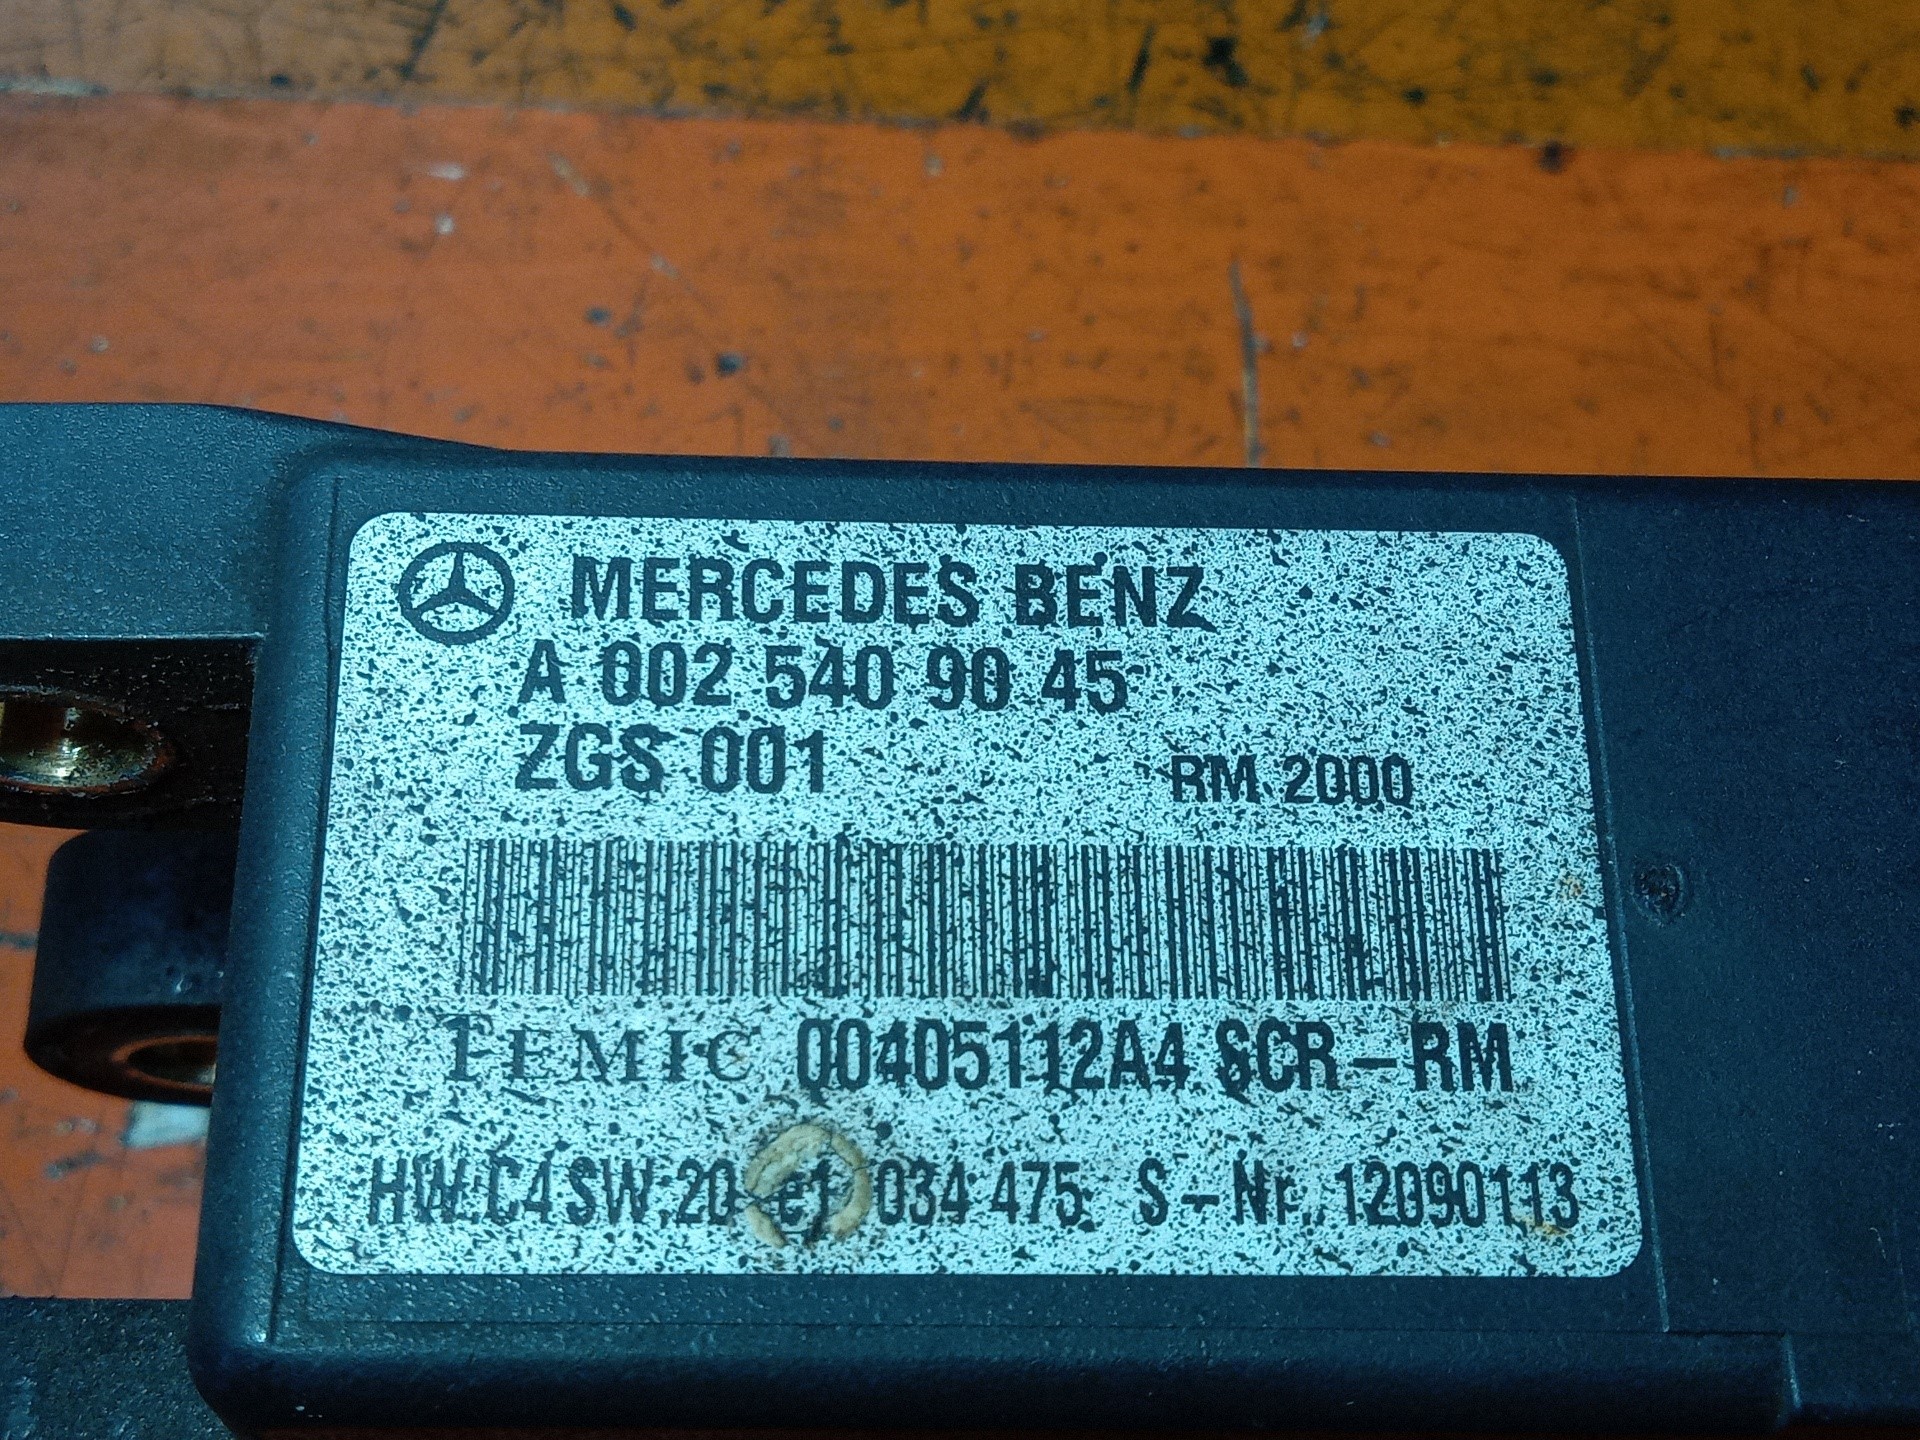 MERCEDES BENZ
A 002 540 90 45
ZGS 001 RM 2000
TEMIC 00405112A4 SCR-RM
HW.C4 SW.20 e1 034 475 S-Nr. 12090113